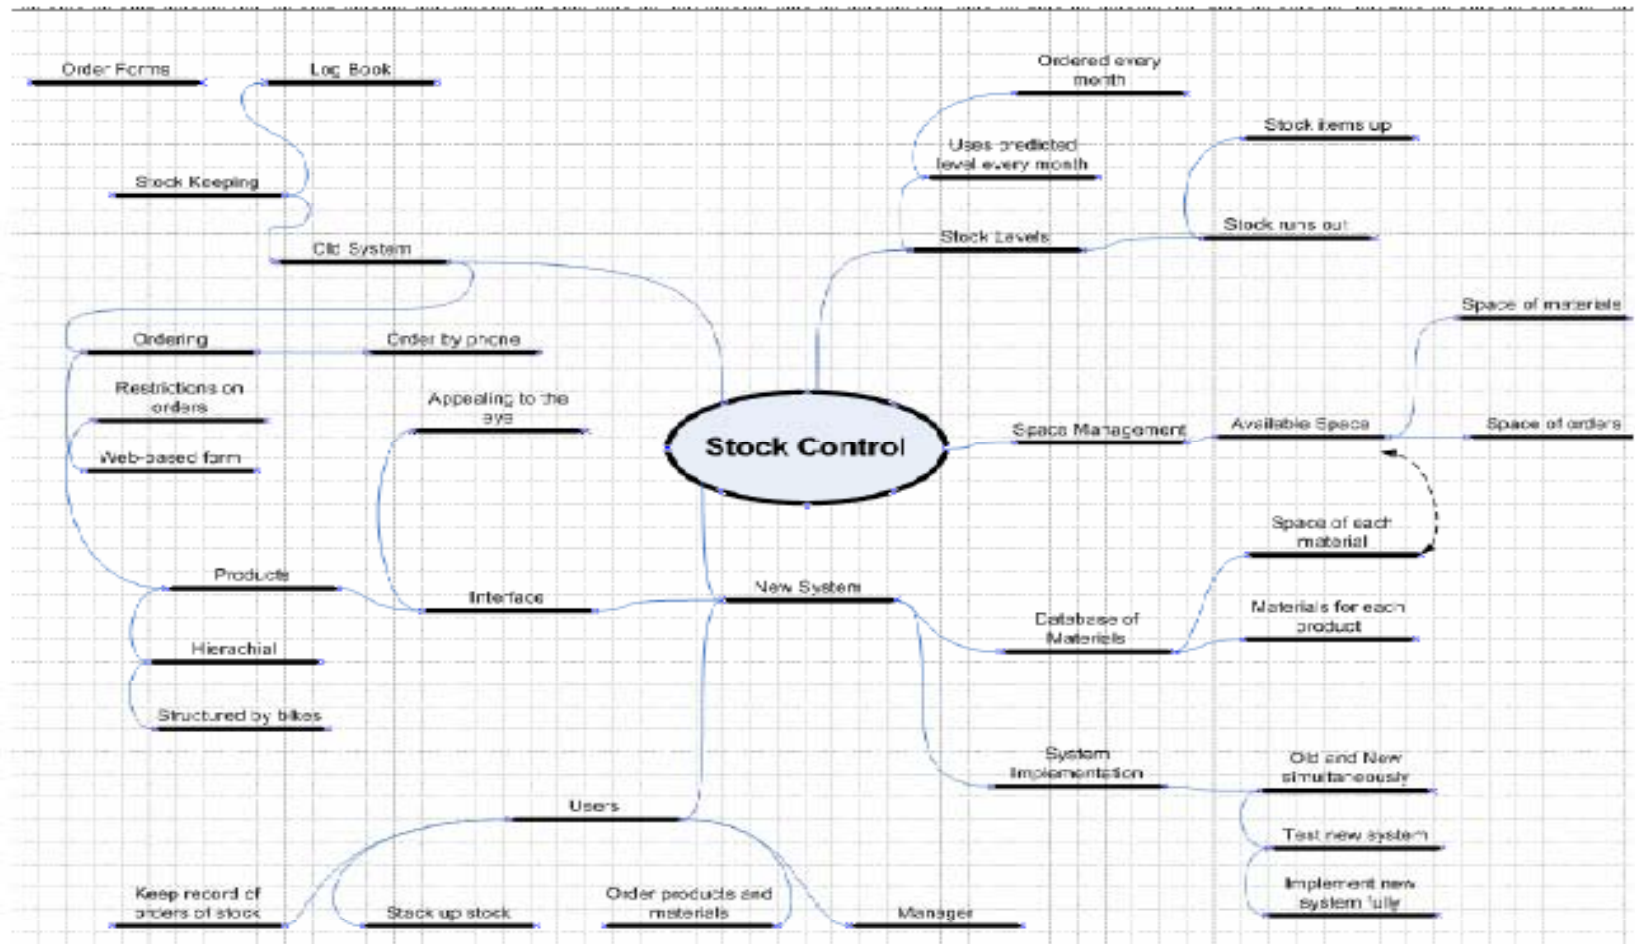 Order Forms
Log Book
Ordered every
month
Stock items up
Uses predicted
level every month
Stock Keeping
Stock Levels
Stock runs out
Old System
Space of materials
Ordering
Order by phone
Restrictions on
orders
Appealing to the
eye
Stock Control
Space Management
Available Space
Space of orders
Web-based form
Space of each
material
Products
Interface
New System
Database of
Materials
Materials for each
product
Hierachial
Structured by bikes
System
Implementation
Old and New
simultaneously
Users
Test new system
Keep record of
orders of stock
Stack up stock
Order products and
materials
Manager
Implement new
system fully